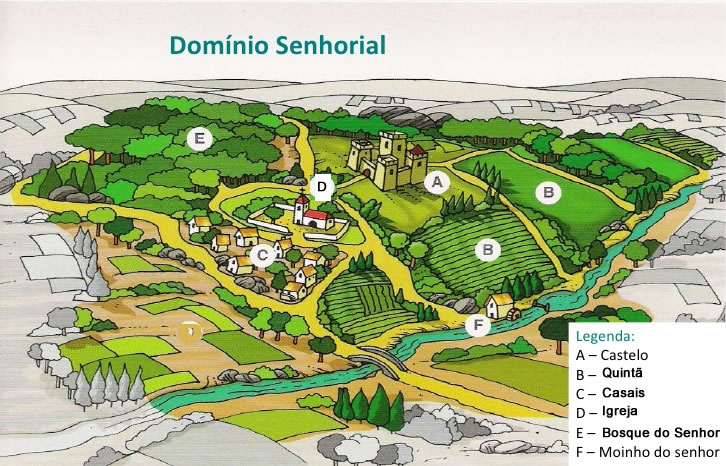 Domínio Senhorial
E
D
A
B
B
C
F
Legenda:
A – Castelo
B – Quintã
C – Casais
D – Igreja
E – Bosque do Senhor
F – Moinho do senhor